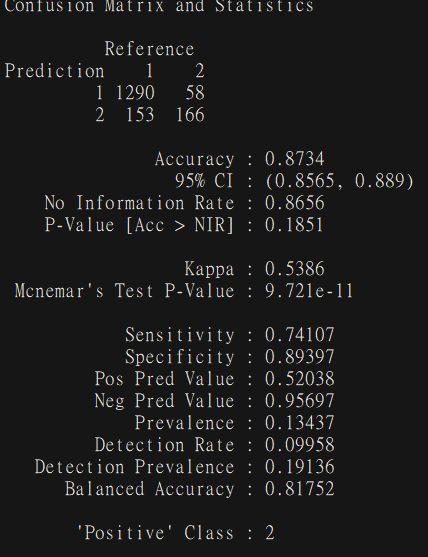 Confusion Matrix and Statistics
Reference
Prediction 1 2
1 1290 58
2 153 166
Accuracy : 0.8734
95% CI : (0.8565, 0.889)
No Information Rate : 0.8656
P-Value [Acc > NIR] : 0.1851
Kappa : 0.5386
Mcnemar's Test P-Value : 9.721e-11
Sensitivity : 0.74107
Specificity : 0.89397
Pos Pred Value : 0.52038
Neg Pred Value : 0.95697
Prevalence : 0.13437
Detection Rate : 0.09958
Detection Prevalence : 0.19136
Balanced Accuracy : 0.81752
'Positive' Class : 2